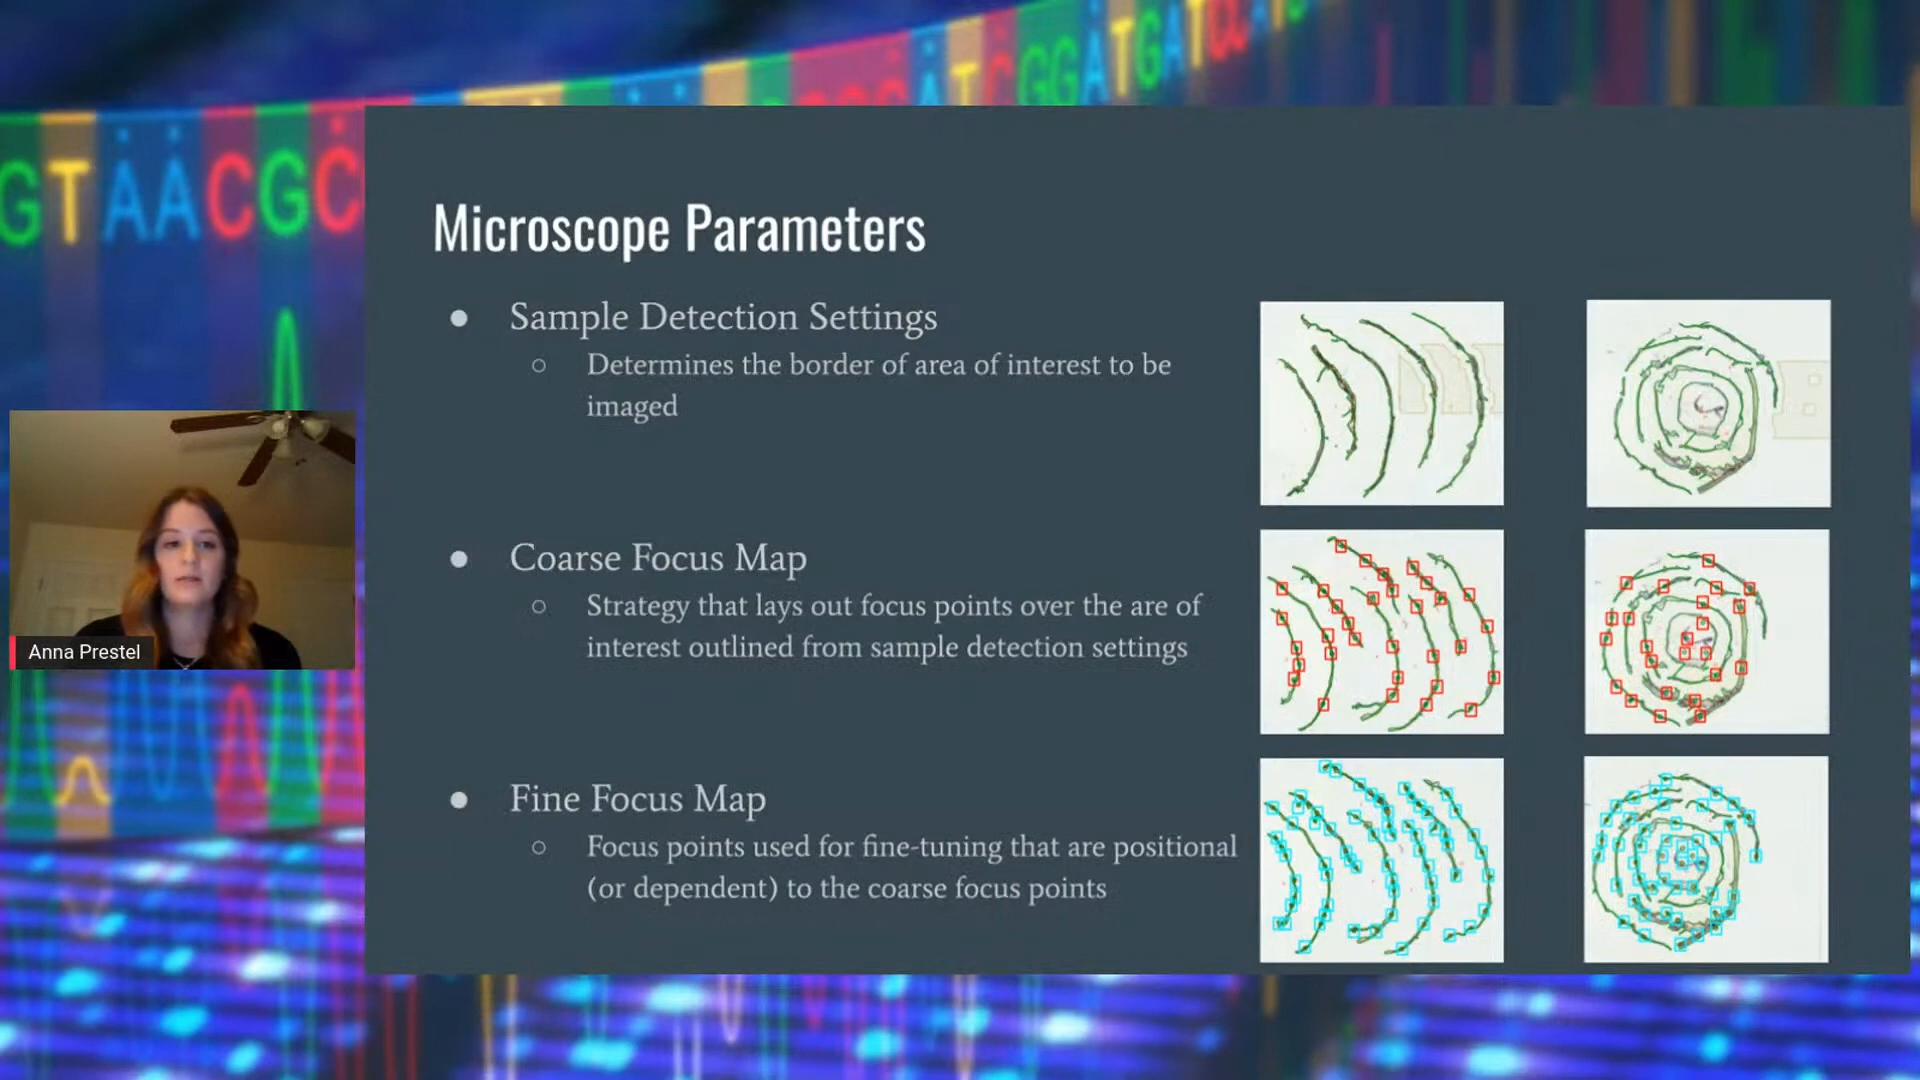 GTAACGC
ATCGGATGATC
Microscope Parameters
● Sample Detection Settings
○ Determines the border of area of interest to be
imaged
● Coarse Focus Map
○ Strategy that lays out focus points over the are of
interest outlined from sample detection settings
● Fine Focus Map
○ Focus points used for fine-tuning that are positional
(or dependent) to the coarse focus points
Anna Prestel